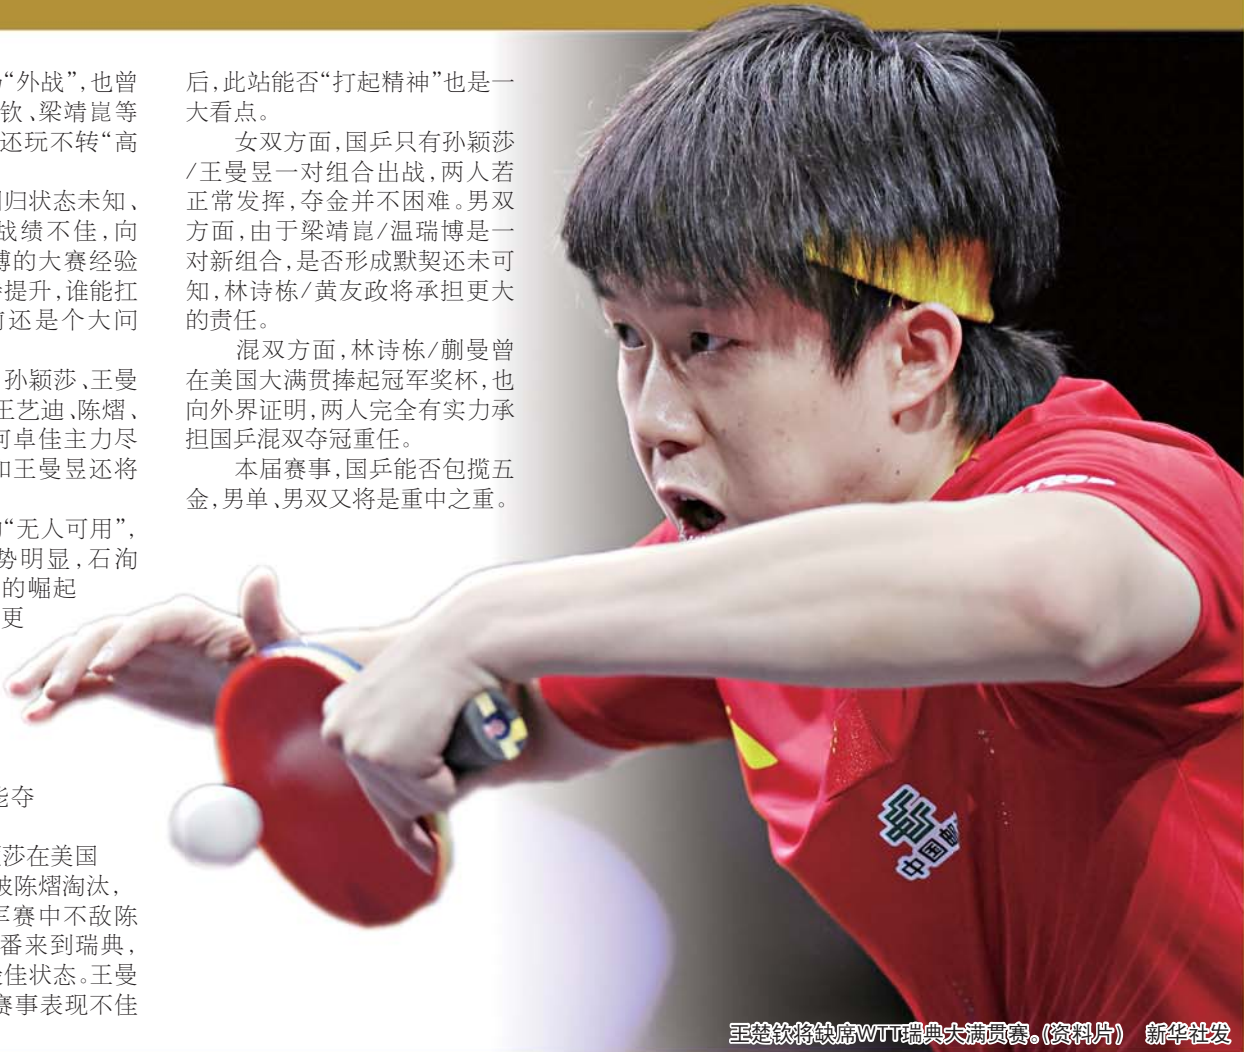 “外战”，也曾
钦、梁靖崑等
还玩不转“高
归状态未知、
战绩不佳，向
博的大赛经验
提升，谁能扛
前还是个大问
孙颖莎、王曼
王艺迪、陈熠、
何卓佳主力尽
和王曼昱还将
“无人可用”，
势明显，石洵
的崛起
更
能夺
莎在美国
被陈熠淘汰，
军赛中不敌陈
番来到瑞典，
佳状态。王曼
赛事表现不佳
后，此站能否“打起精神”也是一
大看点。
女双方面，国乒只有孙颖莎
/王曼昱一对组合出战，两人若
正常发挥，夺金并不困难。男双
方面，由于梁靖崑/温瑞博是一
对新组合，是否形成默契还未可
知，林诗栋/黄友政将承担更大
的责任。
混双方面，林诗栋/蒯曼曾
在美国大满贯捧起冠军奖杯，也
向外界证明，两人完全有实力承
担国乒混双夺冠重任。
本届赛事，国乒能否包揽五
金，男单、男双又将是重中之重。
中国邮
王楚钦将缺席WTT瑞典大满贯赛。(资料片) 新华社发